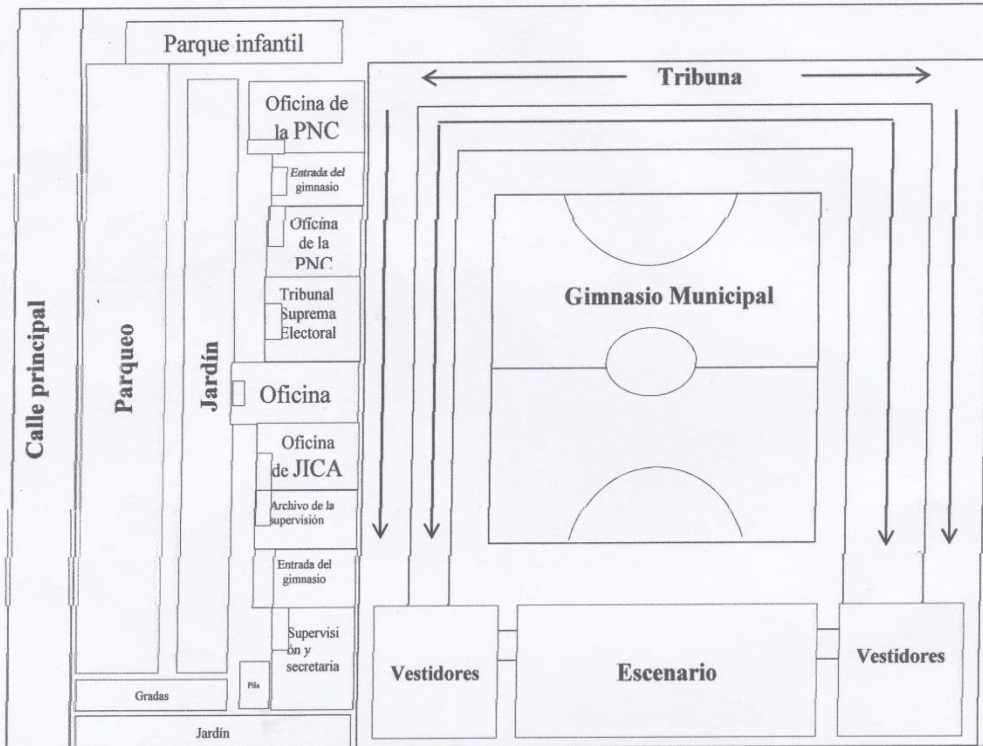 Parque infantil
Tribuna
Oficina de
la PNC
Entrada del
gimnasio
Oficina
de la
PNC
Tribunal
Suprema
Electoral
Oficina
Oficina
de JICA
Archivo de la
supervisión
Entrada del
gimnasio
Supervisi
ón y
secretaria
Pila
Gradas
Jardín
Calle principal
Parqueo
Jardín
Gimnasio Municipal
Vestidores
Escenario
Vestidores